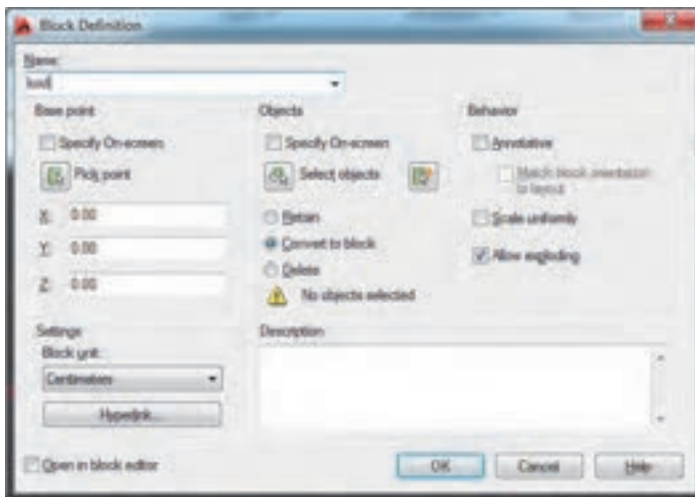 Block Definition
Name:
Base point
Specify On-screen
Pick point
X: 0.00
Y: 0.00
Z: 0.00
Objects
Specify On-screen
Select objects
Retain
Convert to block
Delete
No objects selected
Behavior
Annotative
Match block orientation
to layout
Scale uniformly
Allow exploding
Settings
Block unit:
Centimeters
Hyperlink...
Description
Open in block editor
OK
Cancel
Help